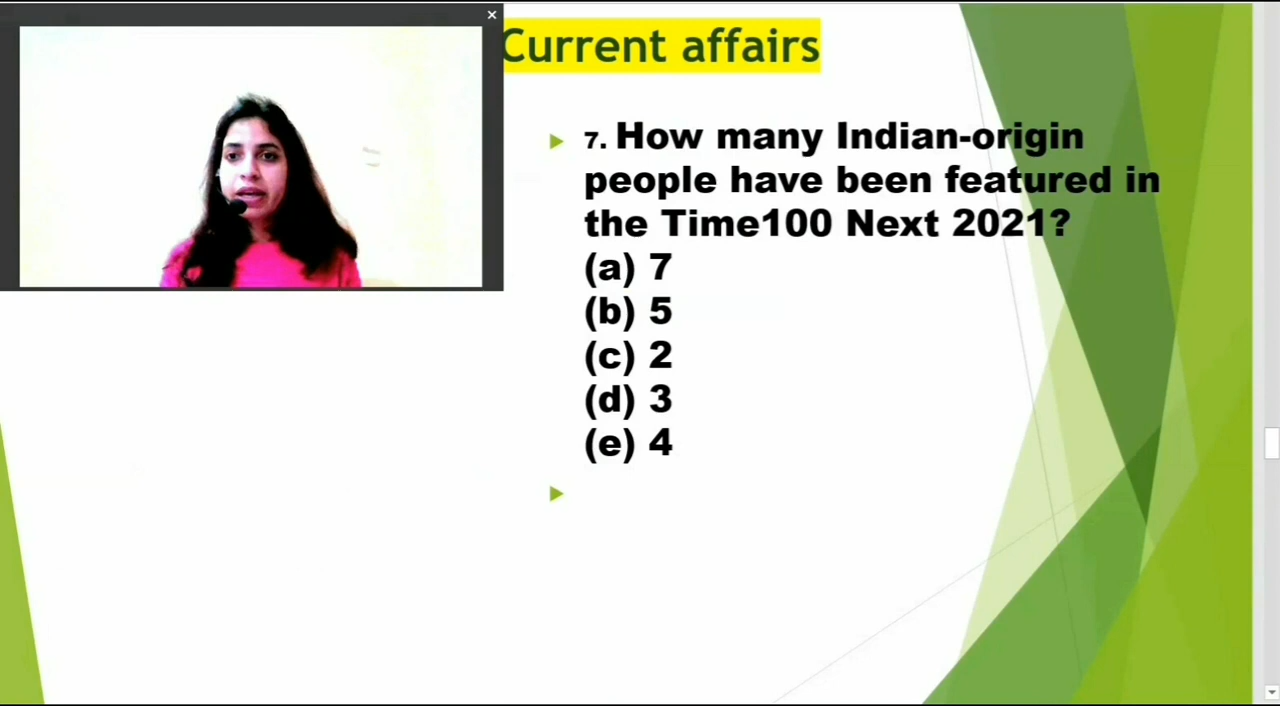 Current affairs
7. How many Indian-origin
people have been featured in
the Time100 Next 2021?
(a) 7
(b) 5
(c) 2
(d) 3
(e) 4